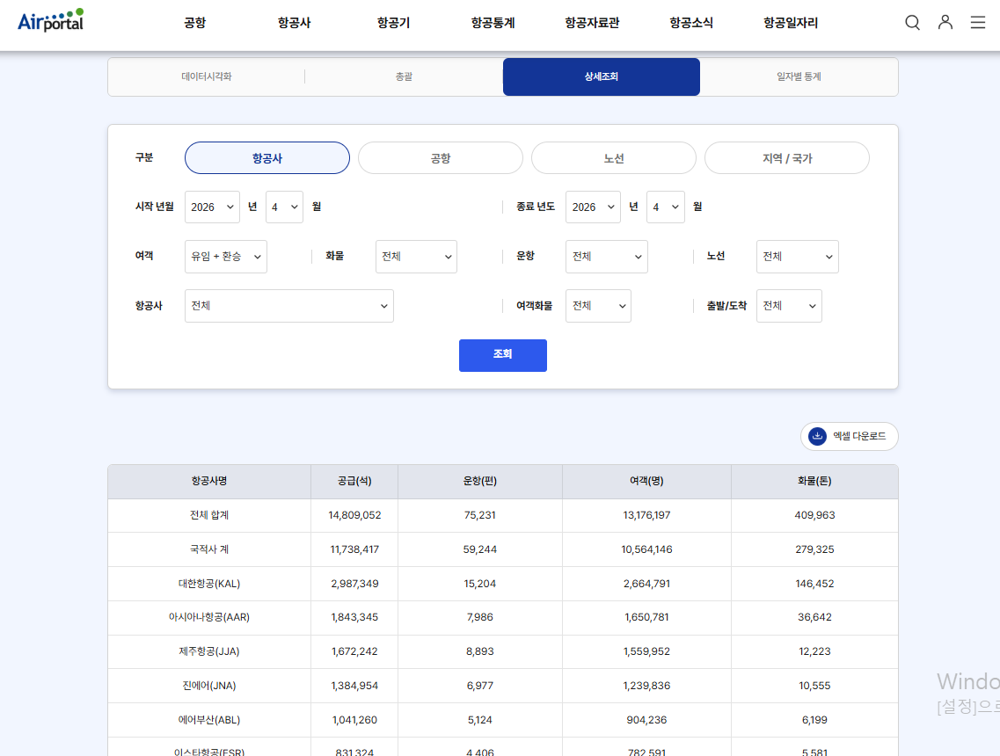 Airportal
공항 항공사 항공기 항공통계 항공자료관 항공소식 항공일자리
데이터시각화 총괄 상세조회 일자별 통계
구분 항공사 공항 노선 지역 / 국가
시작 년월 2026 년 4 월 종료 년도 2026 년 4 월
여객 유임 + 환승 화물 전체 운항 전체 노선 전체
항공사 전체 여객화물 전체 출발/도착 전체
조회
엑셀 다운로드
항공사명 공급(석) 운항(편) 여객(명) 화물(톤)
전체 합계 14,809,052 75,231 13,176,197 409,963
국적사 계 11,738,417 59,244 10,564,146 279,325
대한항공(KAL) 2,987,349 15,204 2,664,791 146,452
아시아나항공(AAR) 1,843,345 7,986 1,650,781 36,642
제주항공(JJA) 1,672,242 8,893 1,559,952 12,223
진에어(JNA) 1,384,954 6,977 1,239,836 10,555
에어부산(ABL) 1,041,260 5,124 904,236 6,199
이스타항공(ESR) 831,324 4,406 782,591 5,581
Windo
[설정]으로